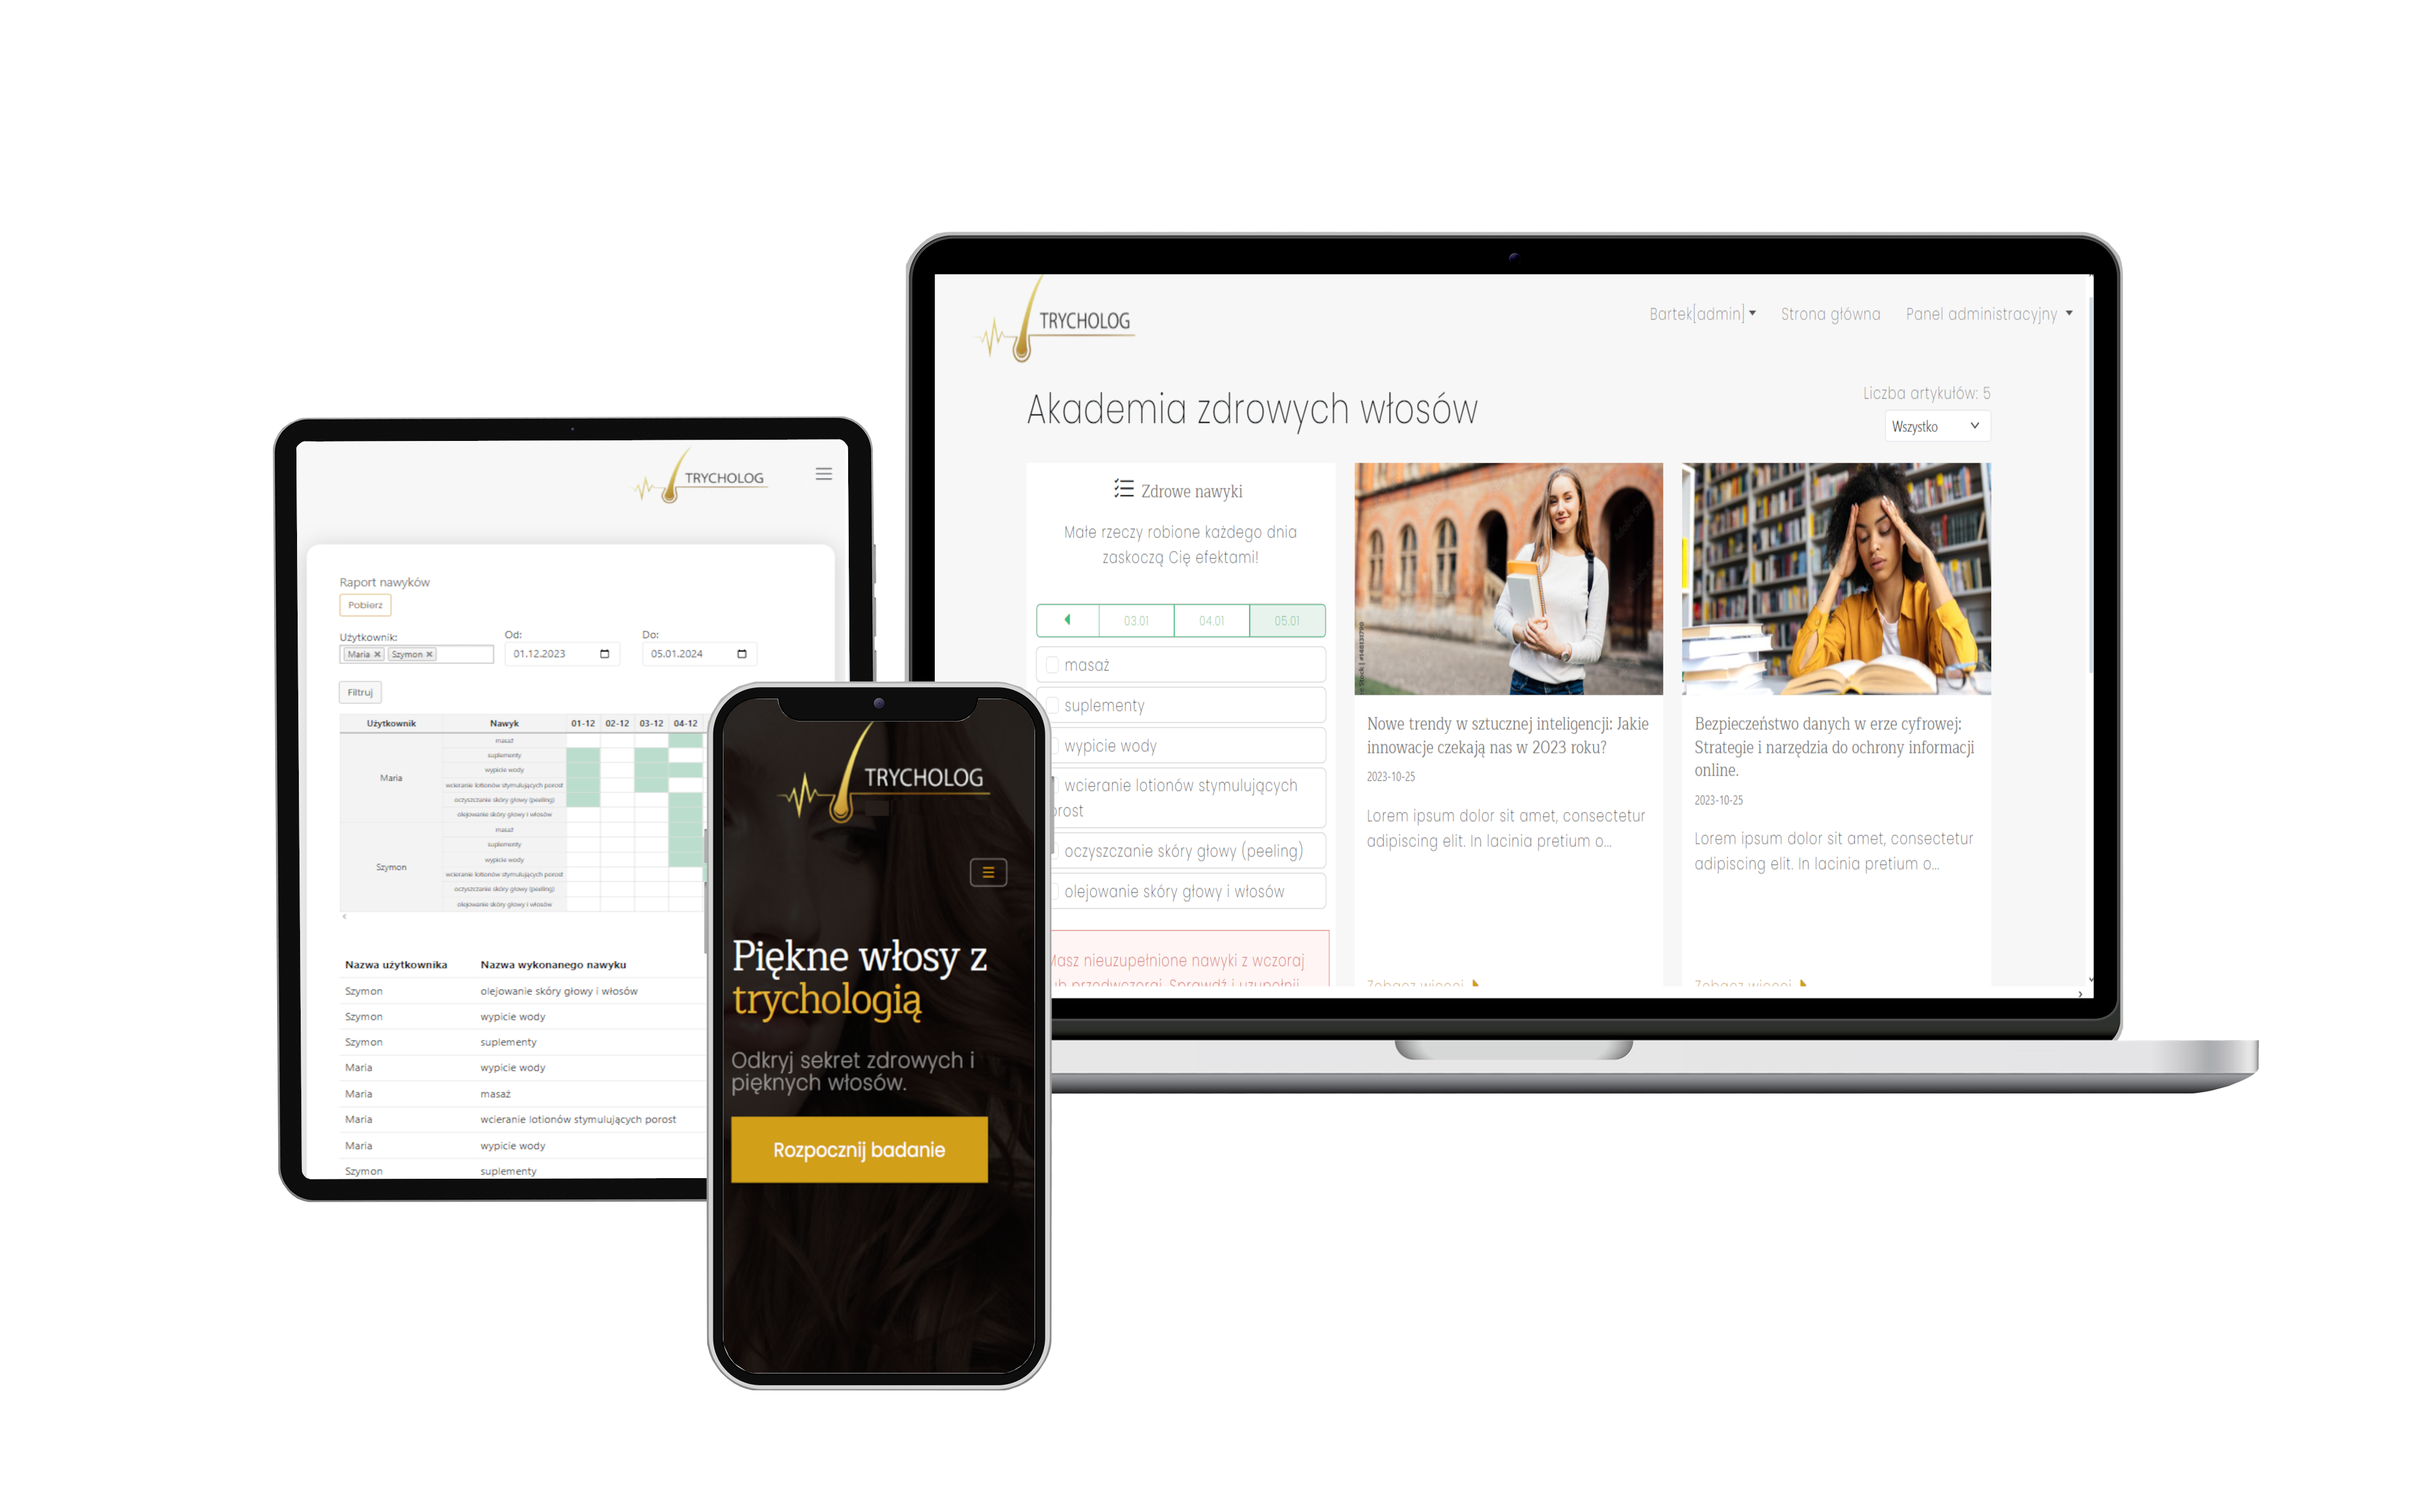 TRYCHOLOG
Raport nawyków
Pobierz
Użytkownik:
Od:
Do:
Maria × Szymon ×
01.12.2023
05.01.2024
Filtruj
Użytkownik Nawyk 01-12 02-12 03-12 04-12
Maria
masaż
suplementy
wypicie wody
wcieranie lotionów stymulujących porost
oczyszczanie skóry głowy (peeling)
olejowanie skóry głowy i włosów
Szymon
masaż
suplementy
wypicie wody
wcieranie lotionów stymulujących porost
oczyszczanie skóry głowy (peeling)
olejowanie skóry głowy i włosów
Nazwa użytkownika Nazwa wykonanego nawyku
Szymon olejowanie skóry głowy i włosów
Szymon wypicie wody
Szymon suplementy
Maria wypicie wody
Maria masaż
Maria wcieranie lotionów stymulujących porost
Maria wypicie wody
Szymon suplementy
TRYCHOLOG
Piękne włosy z
trychologią
Odkryj sekret zdrowych i
pięknych włosów.
Rozpocznij badanie
TRYCHOLOG
Bartek[admin] Strona główna Panel administracyjny
Akademia zdrowych włosów
Liczba artykułów: 5
Wszystko
Zdrowe nawyki
Małe rzeczy robione każdego dnia
zaskoczą Cię efektami!
03.01 04.01 05.01
masaż
suplementy
wypicie wody
wcieranie lotionów stymulujących
orost
oczyszczanie skóry głowy (peeling)
olejowanie skóry głowy i włosów
Masz nieuzupełnione nawyki z wczoraj
przedwczoraj. Sprawdź i uzupełnij
Nowe trendy w sztucznej inteligencji: Jakie
innowacje czekają nas w 2023 roku?
2023-10-25
Lorem ipsum dolor sit amet, consectetur
adipiscing elit. In lacinia pretium o...
Zobacz więcej
Bezpieczeństwo danych w erze cyfrowej:
Strategie i narzędzia do ochrony informacji
online.
2023-10-25
Lorem ipsum dolor sit amet, consectetur
adipiscing elit. In lacinia pretium o...
Zobacz więcej